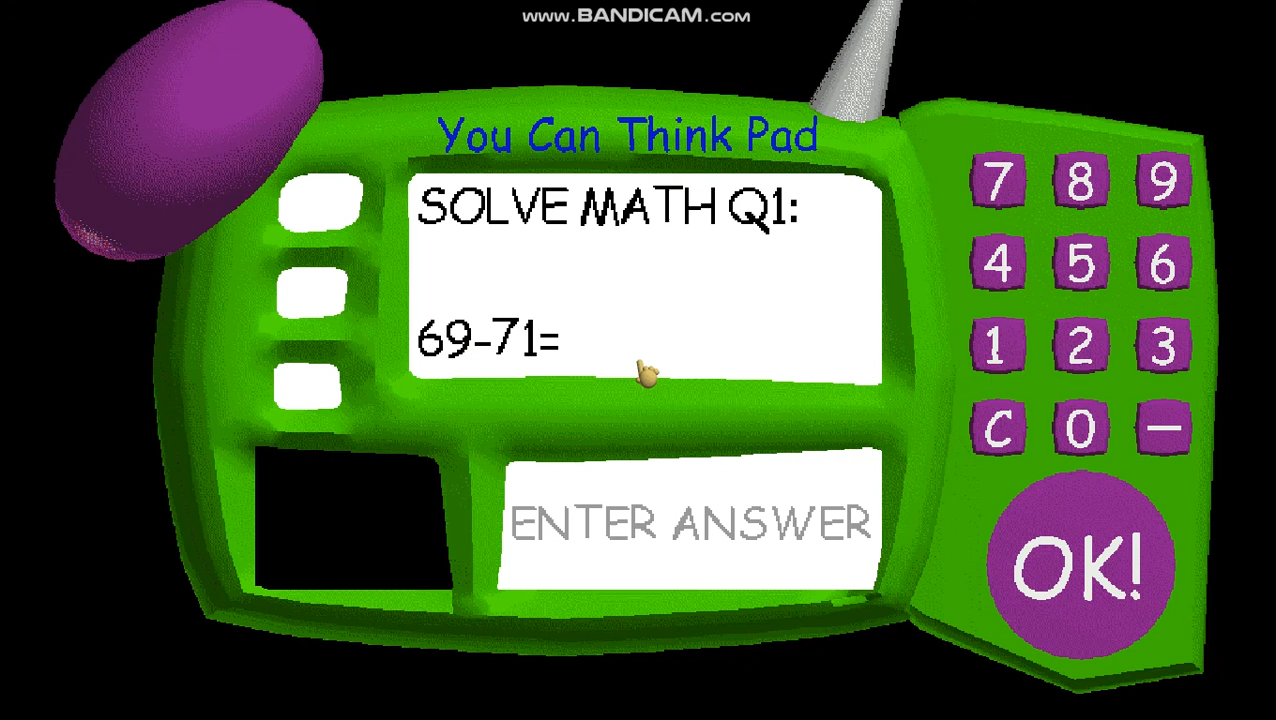 www.BANDICAM.com
You Can Think Pad
SOLVE MATH Q1:
69-71=
ENTER ANSWER
7 8 9
4 5 6
1 2 3
C 0 —
OK!